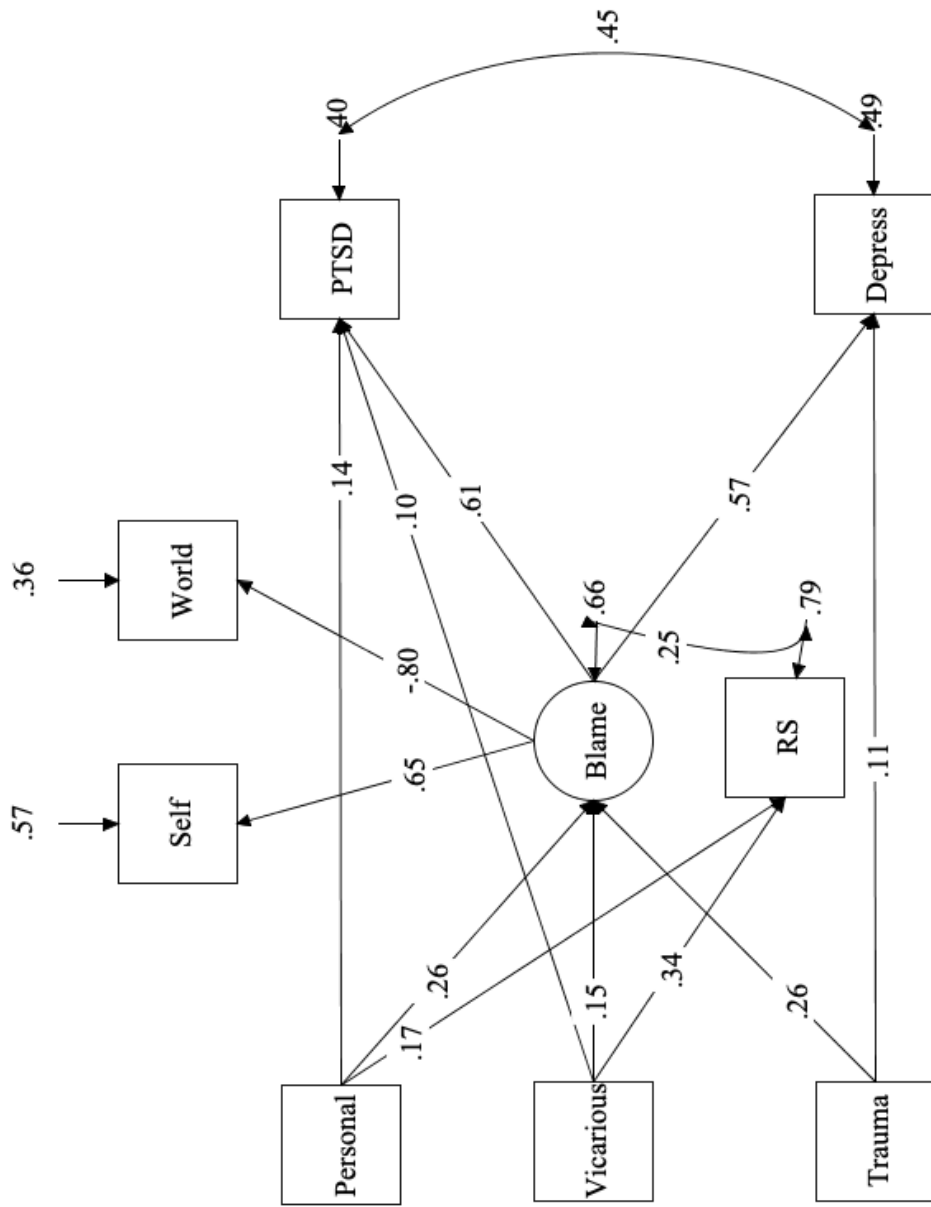 .57
.36
Self
World
Personal
.14
PTSD
.40
.65
-.80
.10
.26
.17
.61
.45
Vicarious
.15
Blame
.66
.34
.25
.57
RS
.79
.26
Trauma
.11
Depress
.49